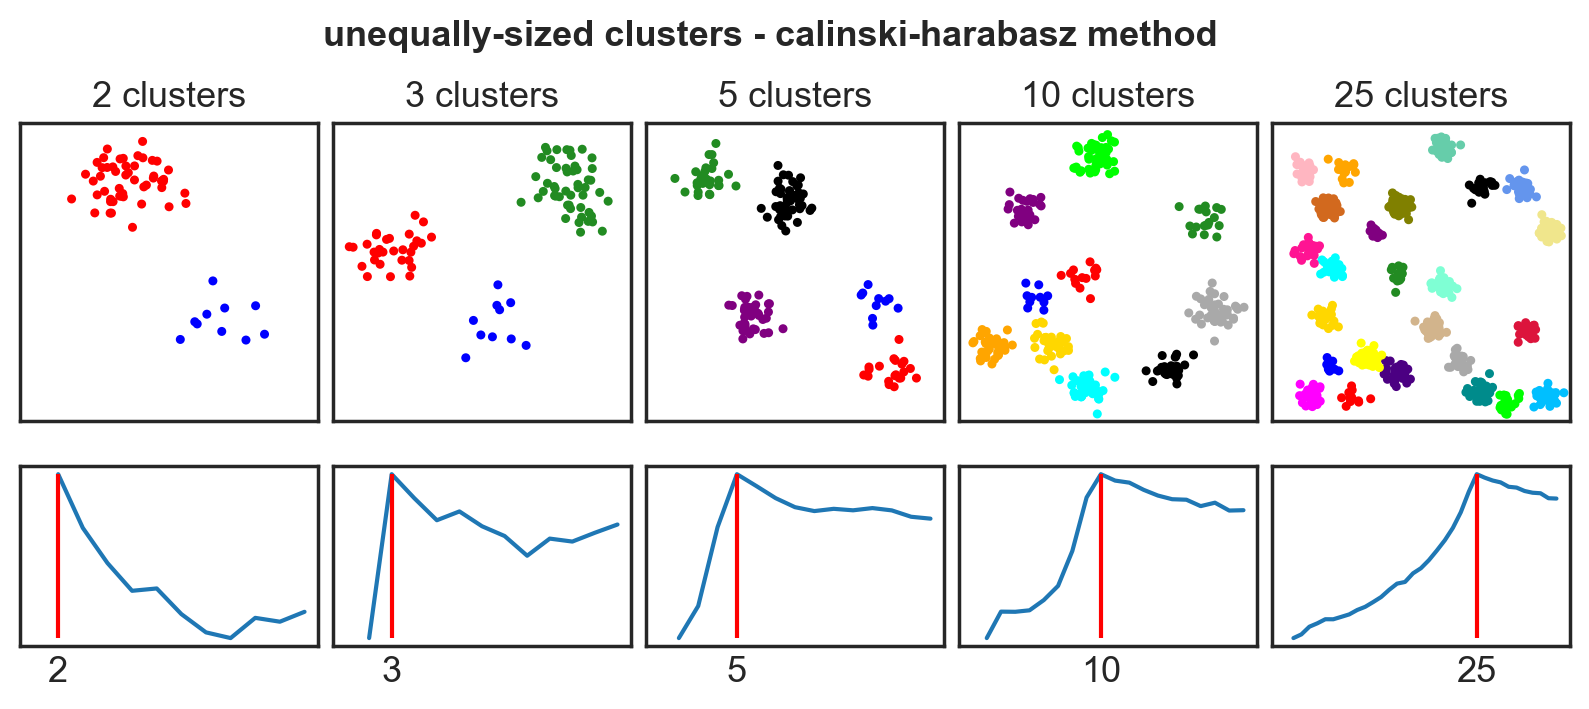 unequally-sized clusters - calinski-harabasz method
2 clusters
3 clusters
5 clusters
10 clusters
25 clusters
2
3
5
10
25